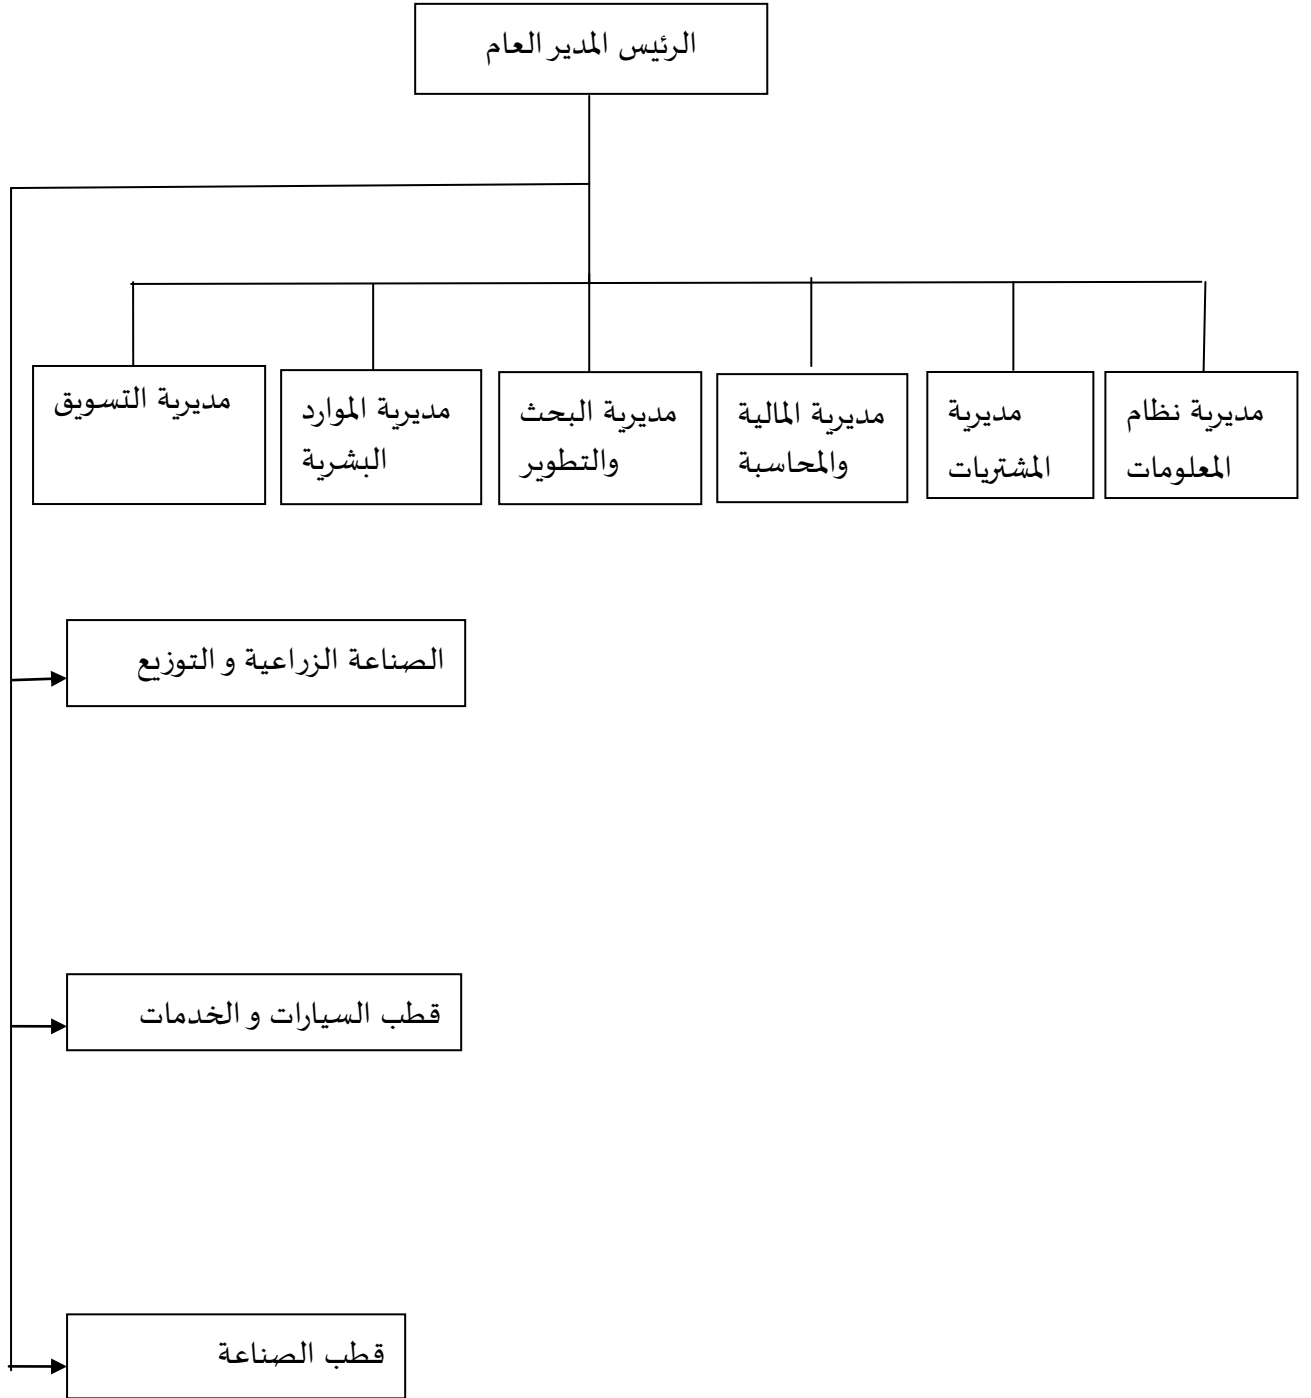 الرئيس المدير العام
مديرية نظام
المعلومات
مديرية
المشتريات
مديرية المالية
والمحاسبة
مديرية البحث
والتطوير
مديرية الموارد
البشرية
مديرية التسويق
الصناعة الزراعية و التوزيع
قطب السيارات و الخدمات
قطب الصناعة